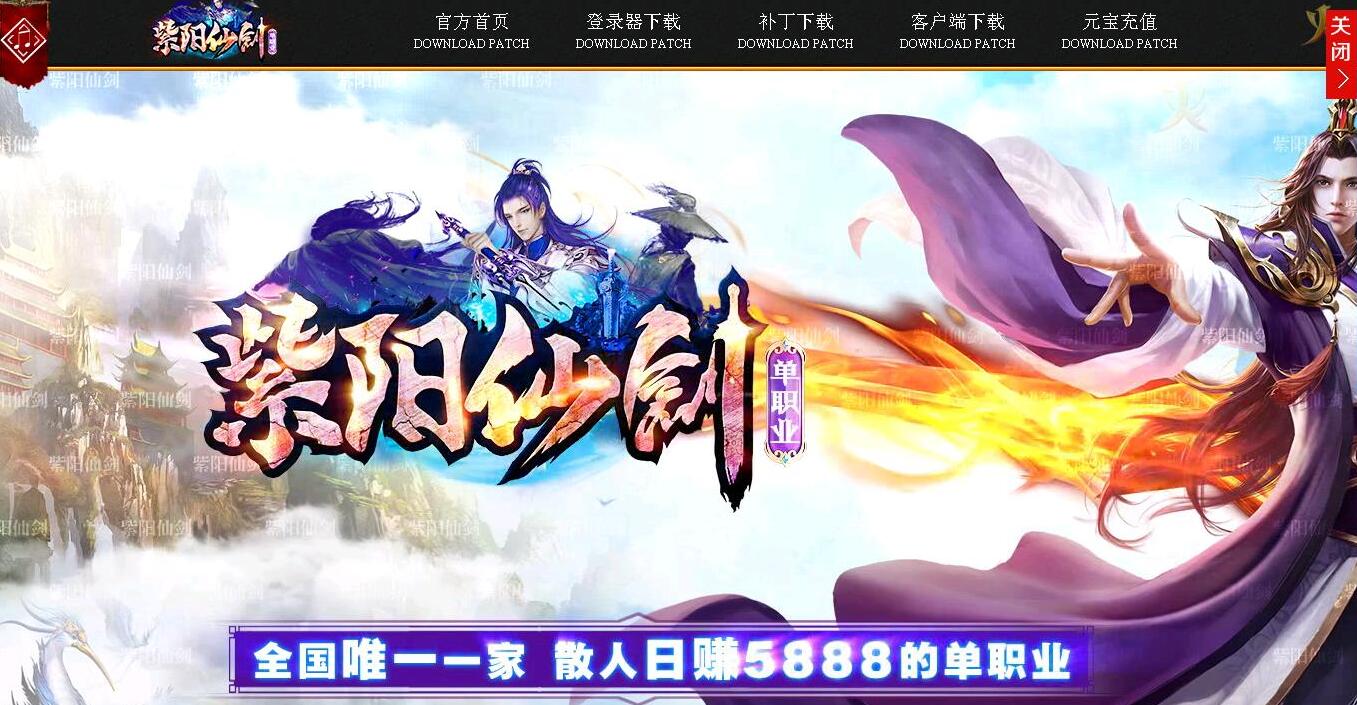 紫阳仙剑
官方首页
DOWNLOAD PATCH
登录器下载
DOWNLOAD PATCH
补丁下载
DOWNLOAD PATCH
客户端下载
DOWNLOAD PATCH
元宝充值
DOWNLOAD PATCH
关闭
紫阳仙剑
单职业
全国唯一一家 散人日赚5888的单职业